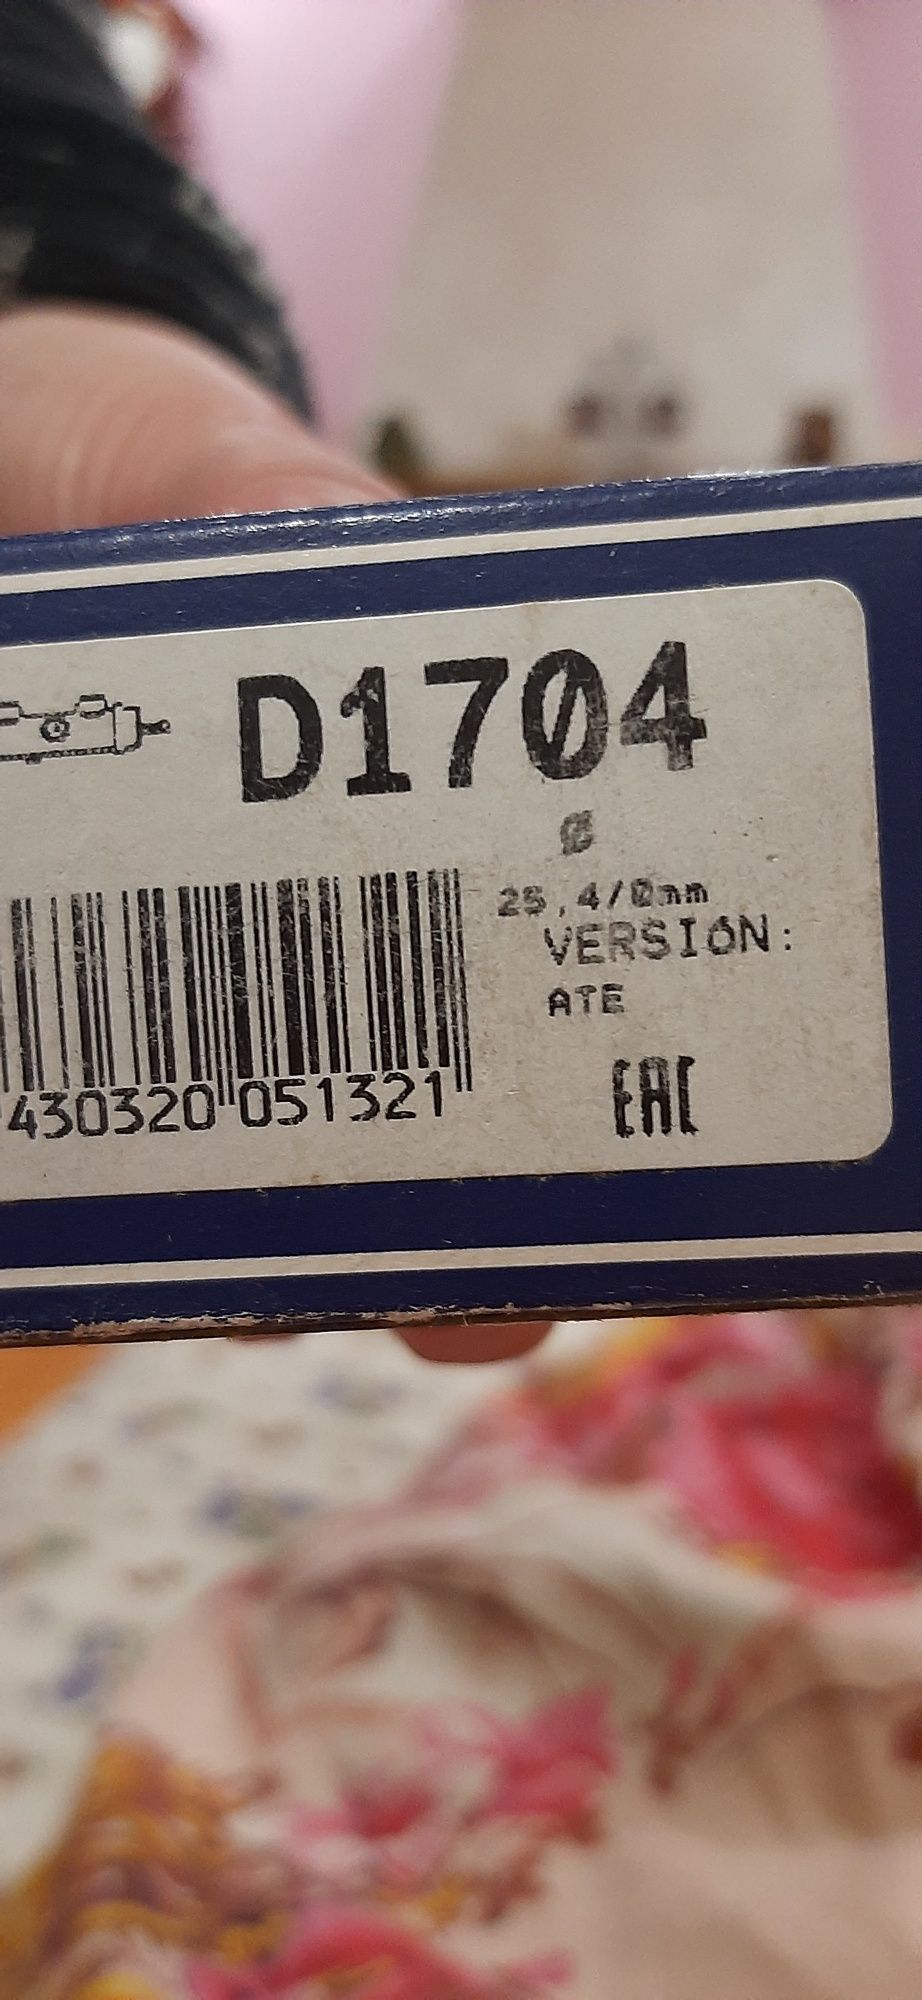 D1704
Ø
25,4/0mm
VERSION:
ATE
430320 051321
EAC